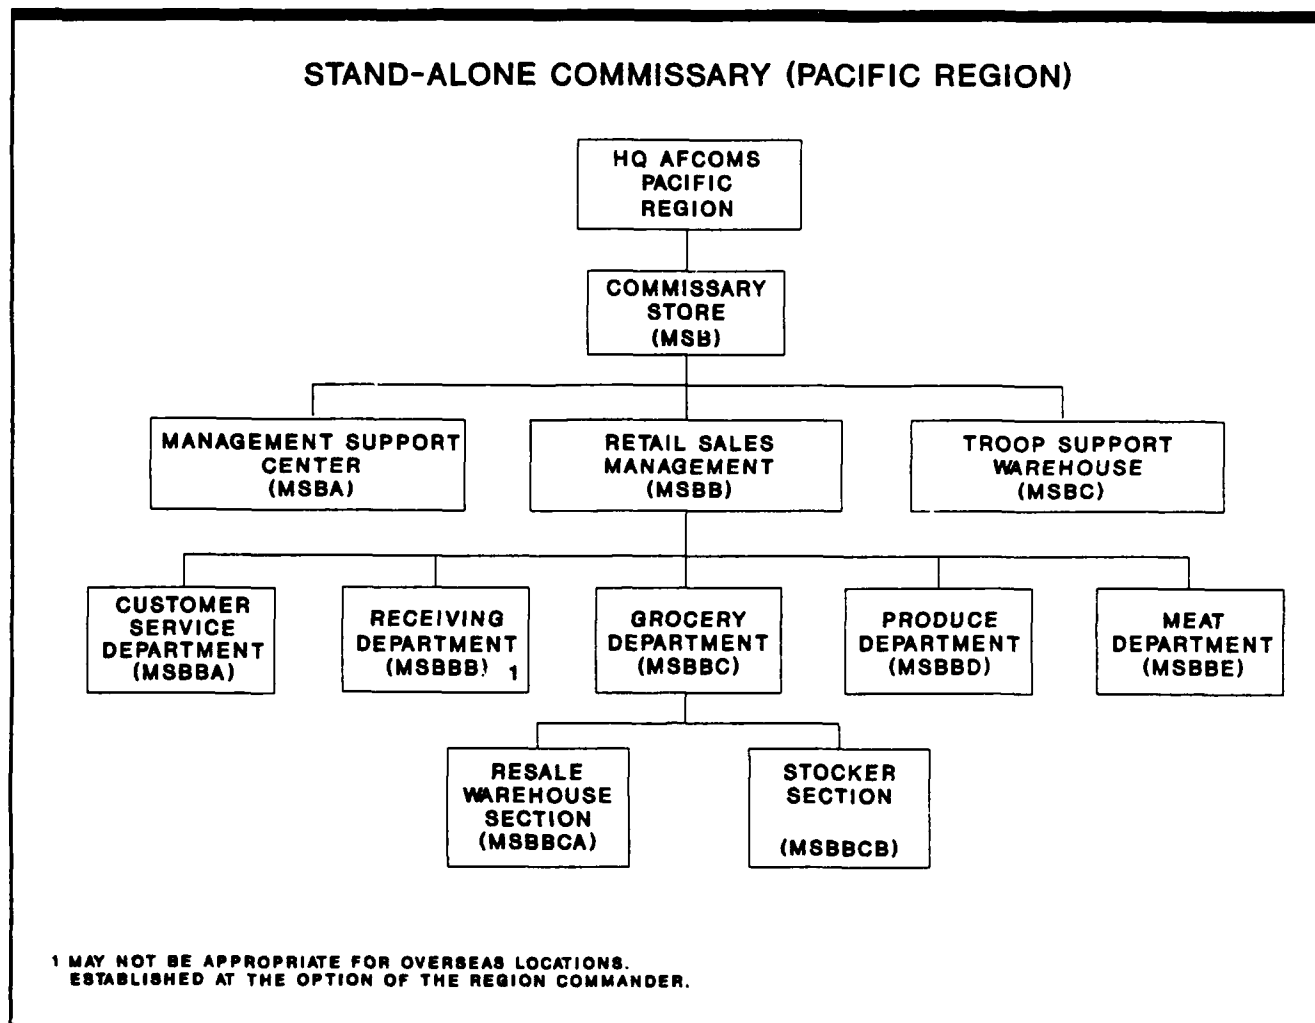 STAND-ALONE COMMISSARY (PACIFIC REGION)
HQ AFCOMS
PACIFIC
REGION
COMMISSARY
STORE
(MSB)
MANAGEMENT SUPPORT
CENTER
(MSBA)
RETAIL SALES
MANAGEMENT
(MSBB)
TROOP SUPPORT
WAREHOUSE
(MSBC)
CUSTOMER
SERVICE
DEPARTMENT
(MSBBA)
RECEIVING
DEPARTMENT
(MSBBB) 1
GROCERY
DEPARTMENT
(MSBBC)
PRODUCE
DEPARTMENT
(MSBBD)
MEAT
DEPARTMENT
(MSBBE)
RESALE
WAREHOUSE
SECTION
(MSBBCA)
STOCKER
SECTION
(MSBBCB)
1 MAY NOT BE APPROPRIATE FOR OVERSEAS LOCATIONS.
ESTABLISHED AT THE OPTION OF THE REGION COMMANDER.